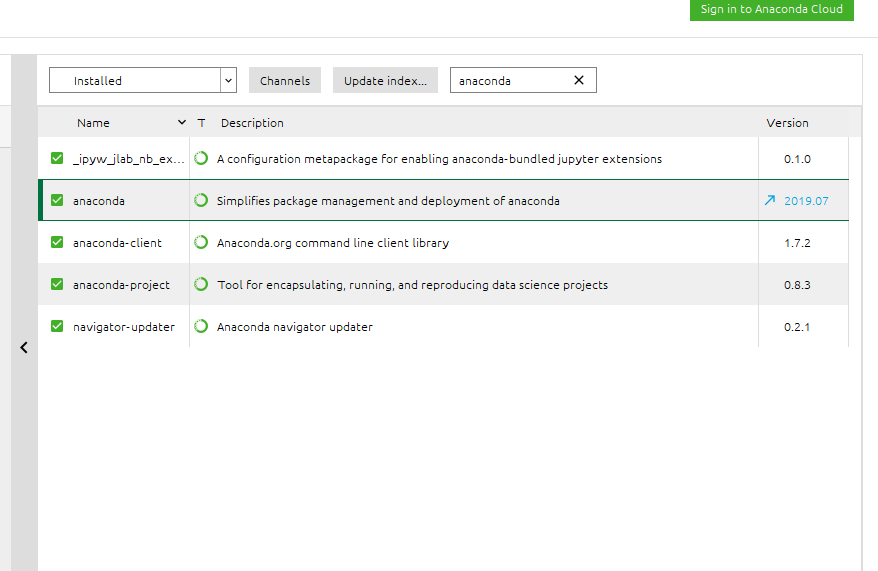 Sign in to Anaconda Cloud
Installed Channels Update index... anaconda
Name T Description Version
_ipyw_jlab_nb_ex... A configuration metapackage for enabling anaconda-bundled jupyter extensions 0.1.0
anaconda Simplifies package management and deployment of anaconda 2019.07
anaconda-client Anaconda.org command line client library 1.7.2
anaconda-project Tool for encapsulating, running, and reproducing data science projects 0.8.3
navigator-updater Anaconda navigator updater 0.2.1